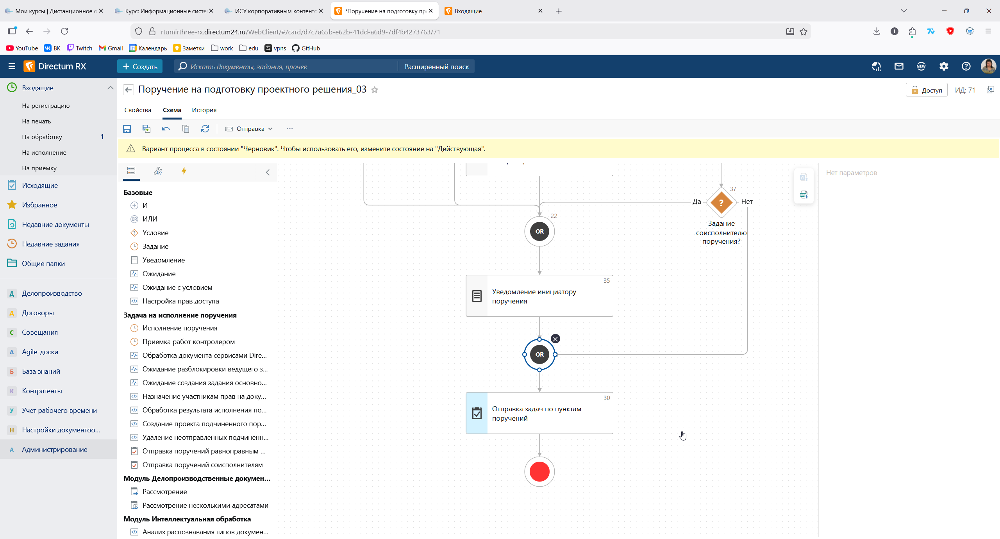 Мои курсы | Дистанционное о
Курс: Информационные систе
ИСУ корпоративным контенто
*Поручение на подготовку пр
Входящие
rtumirthree-rx.directum24.ru/WebClient/#/card/d7c7a65b-e62b-41dd-a6d9-7df4b4273763/71
YouTube
ВК
Twitch
Gmail
31
Календарь
Заметки
work
edu
vpns
GitHub
Directum RX
Создать
Искать документы, задания, прочее
Расширенный поиск
NEW
Входящие
На регистрацию
На печать
На обработку 1
На исполнение
На приемку
Исходящие
Избранное
Недавние документы
Недавние задания
Общие папки
Д Делопроизводство
Д Договоры
С Совещания
A Agile-доски
Б База знаний
К Контрагенты
У Учет рабочего времени
Н Настройки документоо...
А Администрирование
Поручение на подготовку проектного решения_03
Доступ
ИД: 71
Свойства
Схема
История
Отправка
Вариант процесса в состоянии "Черновик". Чтобы использовать его, измените состояние на "Действующая".
Базовые
И
OR ИЛИ
Условие
Задание
Уведомление
Ожидание
Ожидание с условием
Настройка прав доступа
Задача на исполнение поручения
Исполнение поручения
Приемка работ контролером
Обработка документа сервисами Dire...
Ожидание разблокировки ведущего з...
Ожидание создания задания основно...
Назначение участникам прав на доку...
Обработка результата исполнения по...
Создание проекта подчиненного пор...
Удаление неотправленных подчиненн...
Отправка поручений равноправным ...
Отправка поручений соисполнителям
Модуль Делопроизводственные докумен...
Рассмотрение
Рассмотрение несколькими адресатами
Модуль Интеллектуальная обработка
Анализ распознавания типов докумен...
37
Да
?
Нет
Задание
соисполнителю
поручения?
22
OR
35
Уведомление инициатору
поручения
OR
30
Отправка задач по пунктам
поручений
png
Нет параметров